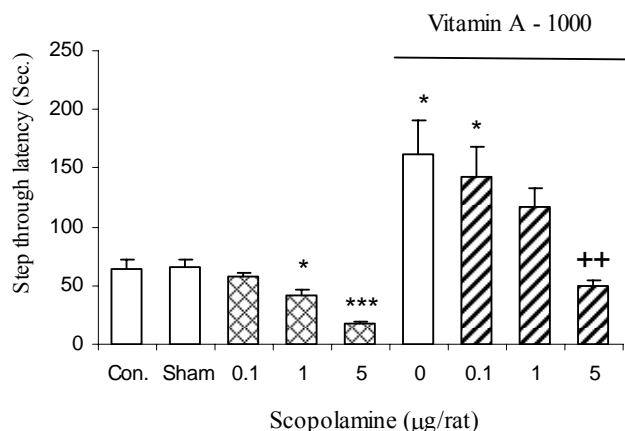 Vitamin A - 1000
Step through latency (Sec.)
250
200
150
100
50
0
* *
* *** ++
Con. Sham 0.1 1 5 0 0.1 1 5
Scopolamine (µg/rat)